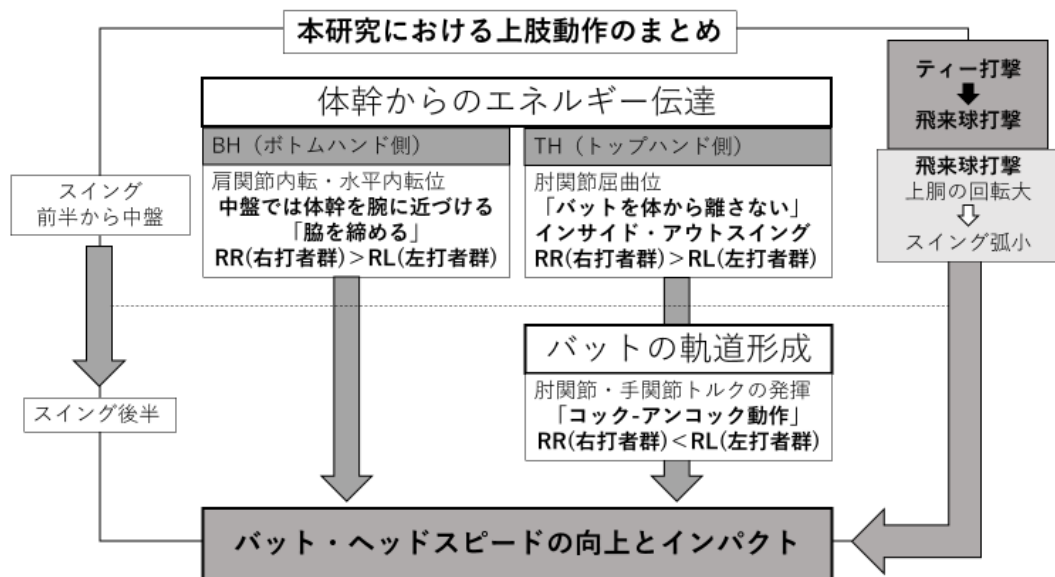 本研究における上肢動作のまとめ
ティー打撃
飛来球打撃
飛来球打撃
上胴の回転大
スイング弧小
体幹からのエネルギー伝達
BH（ボトムハンド側）
肩関節内転・水平内転位
中盤では体幹を腕に近づける
「脇を締める」
RR(右打者群)＞RL(左打者群)
TH（トップハンド側）
肘関節屈曲位
「バットを体から離さない」
インサイド・アウトスイング
RR(右打者群)＞RL(左打者群)
スイング
前半から中盤
バットの軌道形成
肘関節・手関節トルクの発揮
「コック-アンコック動作」
RR(右打者群)＜RL(左打者群)
スイング後半
バット・ヘッドスピードの向上とインパクト